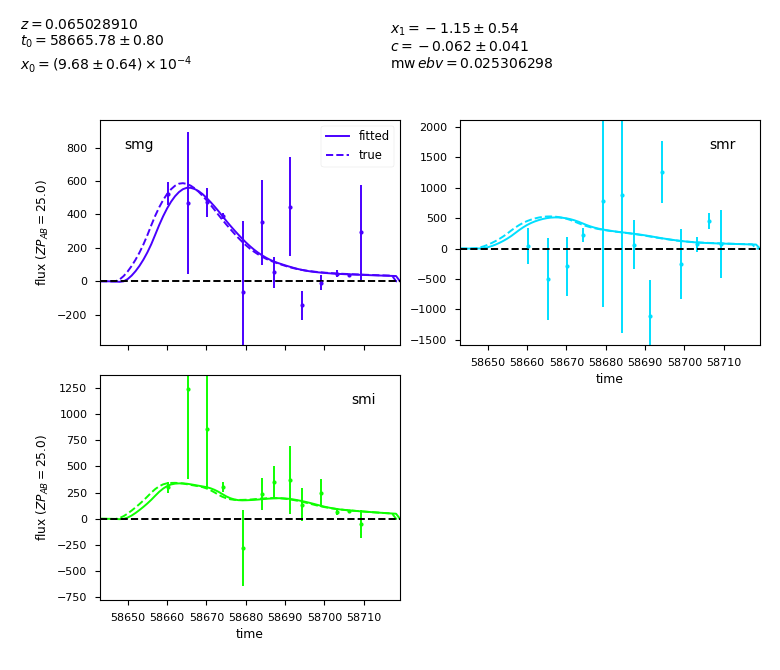 z = 0.065028910
t₀ = 58665.78 ± 0.80
x₀ = (9.68 ± 0.64) × 10⁻⁴
x₁ = −1.15 ± 0.54
c = −0.062 ± 0.041
mw ebv = 0.025306298
smg
fitted
true
800
600
400
200
0
−200
flux (ZP_AB = 25.0)
smr
2000
1500
1000
500
0
−500
−1000
−1500
58650 58660 58670 58680 58690 58700 58710
time
smi
1250
1000
750
500
250
0
−250
−500
−750
flux (ZP_AB = 25.0)
58650 58660 58670 58680 58690 58700 58710
time